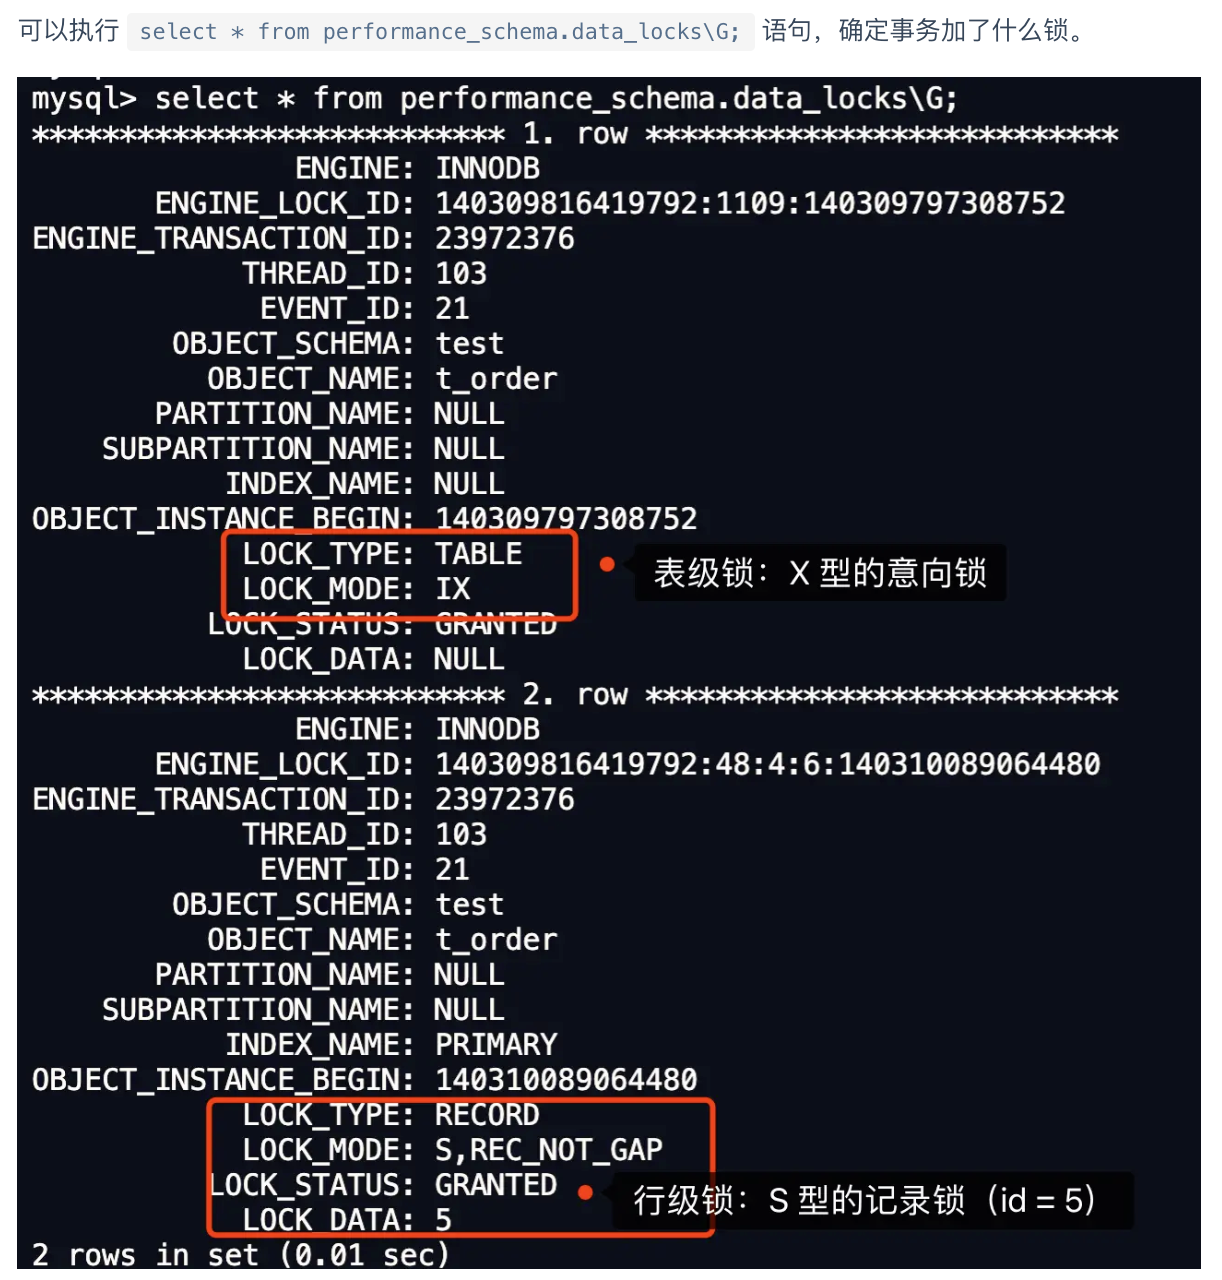 可以执行 select * from performance_schema.data_locks\G; 语句，确定事务加了什么锁。
mysql> select * from performance_schema.data_locks\G;
*************************** 1. row ***************************
ENGINE: INNODB
ENGINE_LOCK_ID: 140309816419792:1109:140309797308752
ENGINE_TRANSACTION_ID: 23972376
THREAD_ID: 103
EVENT_ID: 21
OBJECT_SCHEMA: test
OBJECT_NAME: t_order
PARTITION_NAME: NULL
SUBPARTITION_NAME: NULL
INDEX_NAME: NULL
OBJECT_INSTANCE_BEGIN: 140309797308752
LOCK_TYPE: TABLE
表级锁：X 型的意向锁
LOCK_MODE: IX
LOCK_STATUS: GRANTED
LOCK_DATA: NULL
*************************** 2. row ***************************
ENGINE: INNODB
ENGINE_LOCK_ID: 140309816419792:48:4:6:140310089064480
ENGINE_TRANSACTION_ID: 23972376
THREAD_ID: 103
EVENT_ID: 21
OBJECT_SCHEMA: test
OBJECT_NAME: t_order
PARTITION_NAME: NULL
SUBPARTITION_NAME: NULL
INDEX_NAME: PRIMARY
OBJECT_INSTANCE_BEGIN: 140310089064480
LOCK_TYPE: RECORD
LOCK_MODE: S,REC_NOT_GAP
LOCK_STATUS: GRANTED
行级锁：S 型的记录锁（id = 5）
LOCK_DATA: 5
2 rows in set (0.01 sec)